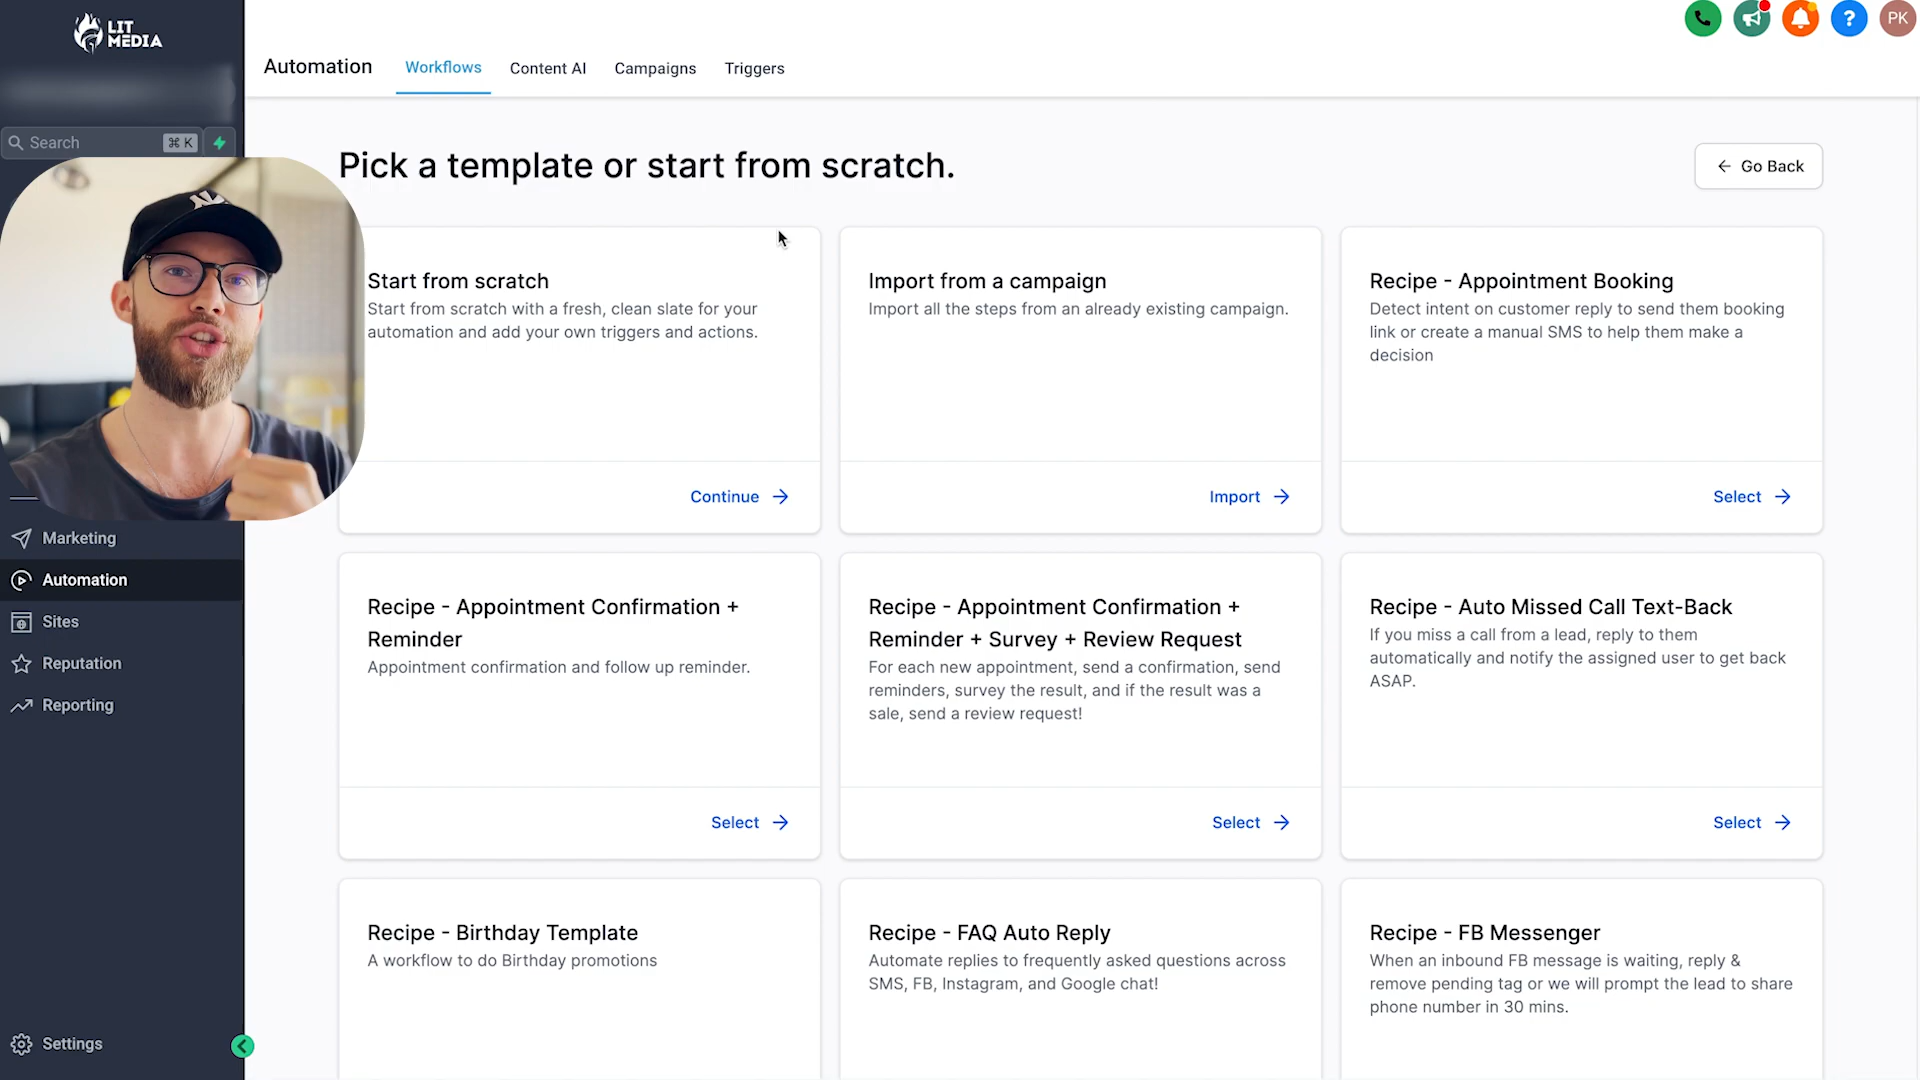 LIT
MEDIA
Search
⌘ K
Automation
Workflows
Content AI
Campaigns
Triggers
?
PK
Pick a template or start from scratch.
← Go Back
Start from scratch
Start from scratch with a fresh, clean slate for your
automation and add your own triggers and actions.
Continue →
Import from a campaign
Import all the steps from an already existing campaign.
Import →
Recipe - Appointment Booking
Detect intent on customer reply to send them booking
link or create a manual SMS to help them make a
decision
Select →
Recipe - Appointment Confirmation +
Reminder
Appointment confirmation and follow up reminder.
Select →
Recipe - Appointment Confirmation +
Reminder + Survey + Review Request
For each new appointment, send a confirmation, send
reminders, survey the result, and if the result was a
sale, send a review request!
Select →
Recipe - Auto Missed Call Text-Back
If you miss a call from a lead, reply to them
automatically and notify the assigned user to get back
ASAP.
Select →
Recipe - Birthday Template
A workflow to do Birthday promotions
Recipe - FAQ Auto Reply
Automate replies to frequently asked questions across
SMS, FB, Instagram, and Google chat!
Recipe - FB Messenger
When an inbound FB message is waiting, reply &
remove pending tag or we will prompt the lead to share
phone number in 30 mins.
Marketing
Automation
Sites
Reputation
Reporting
Settings
NY